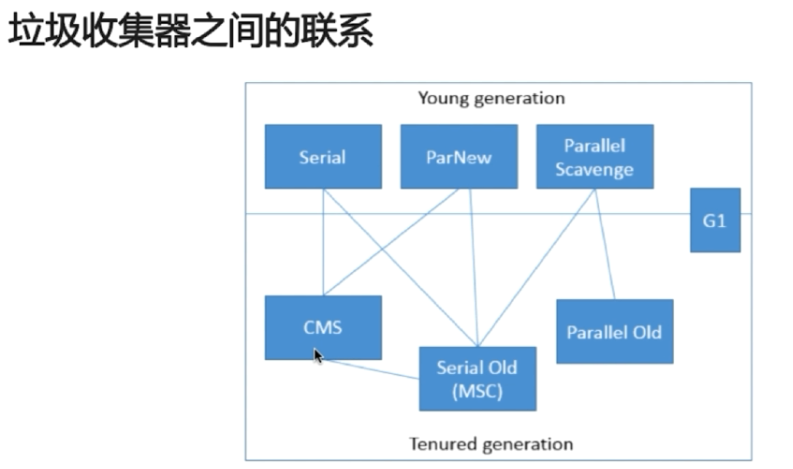 垃圾收集器之间的联系
Young generation
Serial
ParNew
Parallel
Scavenge
G1
CMS
Parallel Old
Serial Old
(MSC)
Tenured generation